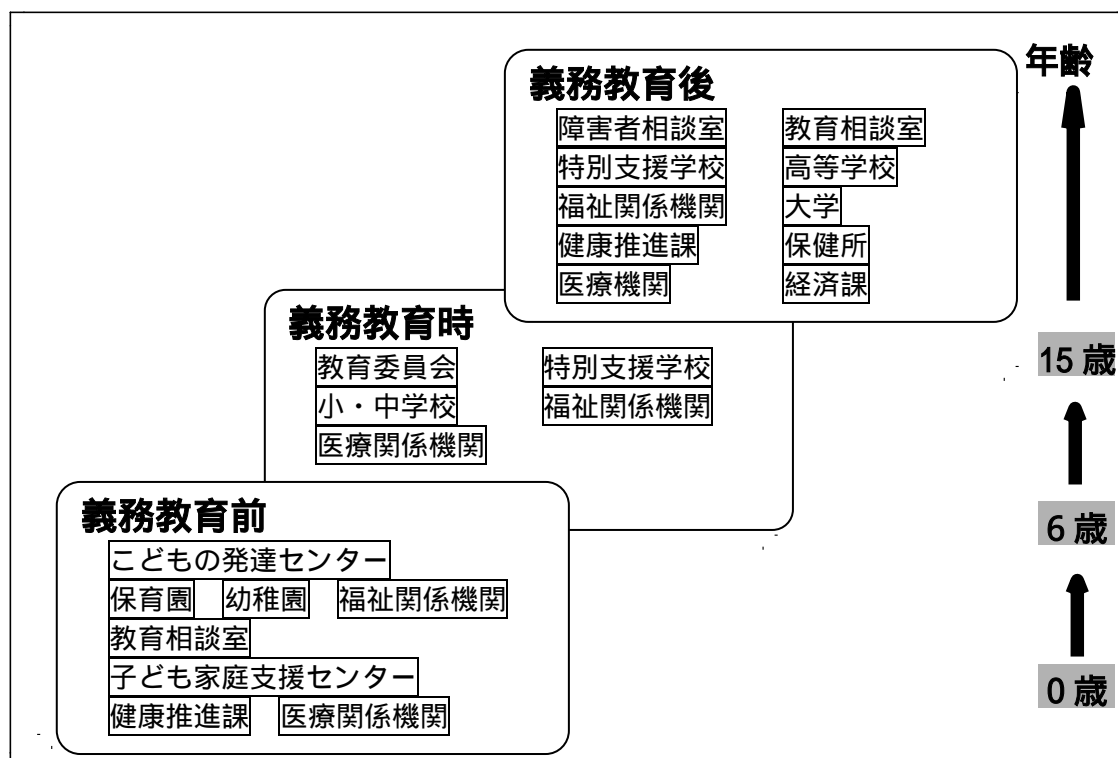 年齢
義務教育後
障害者相談室 教育相談室
特別支援学校 高等学校
福祉関係機関 大学
健康推進課 保健所
医療機関 経済課
義務教育時
15歳
教育委員会 特別支援学校
小・中学校 福祉関係機関
医療関係機関
義務教育前
6歳
こどもの発達センター
保育園 幼稚園 福祉関係機関
教育相談室
子ども家庭支援センター
0歳
健康推進課 医療関係機関